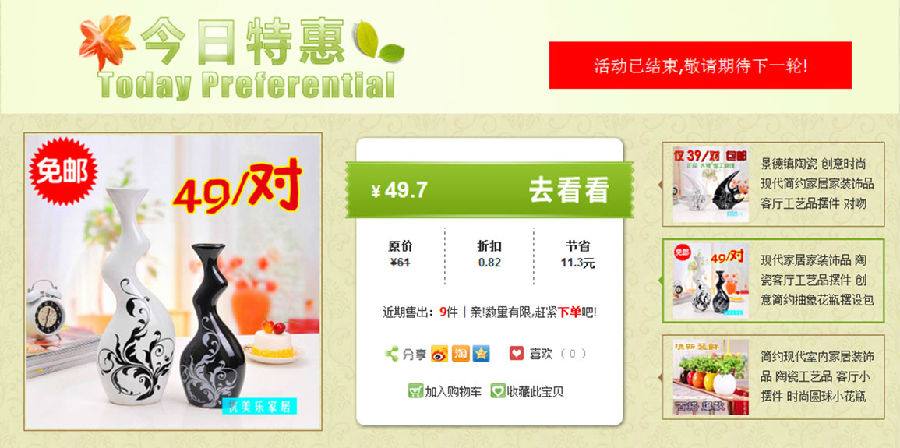 今日特惠
Today Preferential
活动已结束,敬请期待下一轮!
免邮
49/对
优美乐家居
¥ 49.7
去看看
原价
折扣
节省
¥61
0.82
11.3元
近期售出：9件 | 亲!数量有限,赶紧下单吧!
分享
淘
喜欢（0）
加入购物车
收藏此宝贝
仅39/对 包邮
景德镇陶瓷 创意时尚
现代简约家居家装饰品
客厅工艺品摆件 对吻
免邮
49/对
现代家居家装饰品 陶
瓷客厅工艺品摆件 创
意简约抽象花瓶摆设包
简约现代室内家居装饰
品 陶瓷工艺品 客厅小
摆件 时尚圆球小花瓶